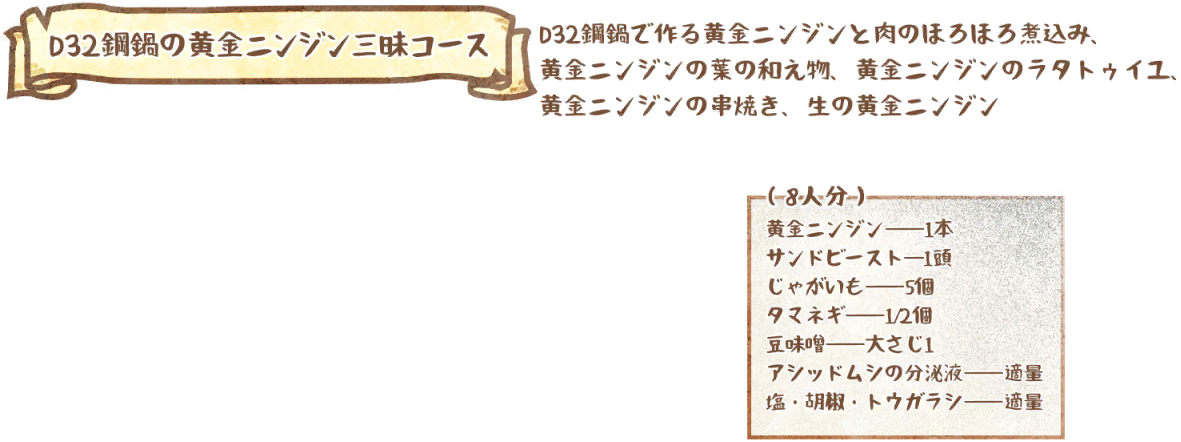 D32鋼鍋の黄金ニンジン三昧コース
D32鋼鍋で作る黄金ニンジンと肉のほろほろ煮込み、
黄金ニンジンの葉の和え物、黄金ニンジンのラタトゥイユ、
黄金ニンジンの串焼き、生の黄金ニンジン
(8人分)
黄金ニンジン――1本
サンドビースト―1頭
じゃがいも――5個
タマネギ――1/2個
豆味噌――大さじ1
アシッドムシの分泌液――適量
塩・胡椒・トウガラシ――適量